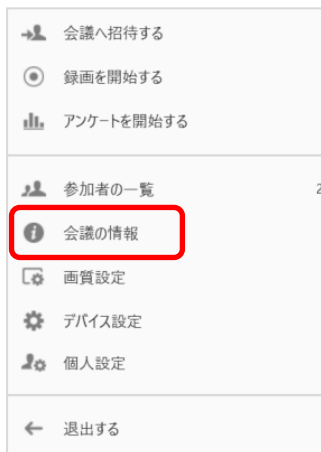 会議へ招待する
録画を開始する
アンケートを開始する
参加者の一覧 2
会議の情報
画質設定
デバイス設定
個人設定
退出する